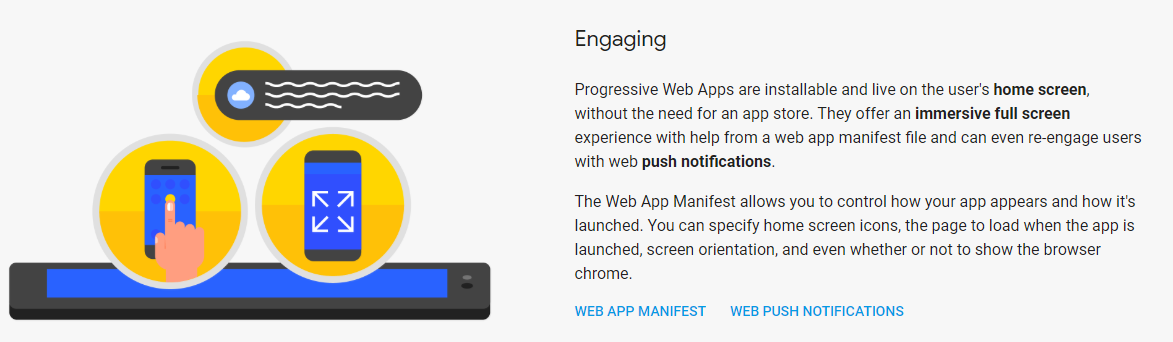 Engaging
Progressive Web Apps are installable and live on the user's home screen,
without the need for an app store. They offer an immersive full screen
experience with help from a web app manifest file and can even re-engage users
with web push notifications.
The Web App Manifest allows you to control how your app appears and how it's
launched. You can specify home screen icons, the page to load when the app is
launched, screen orientation, and even whether or not to show the browser
chrome.
WEB APP MANIFEST WEB PUSH NOTIFICATIONS